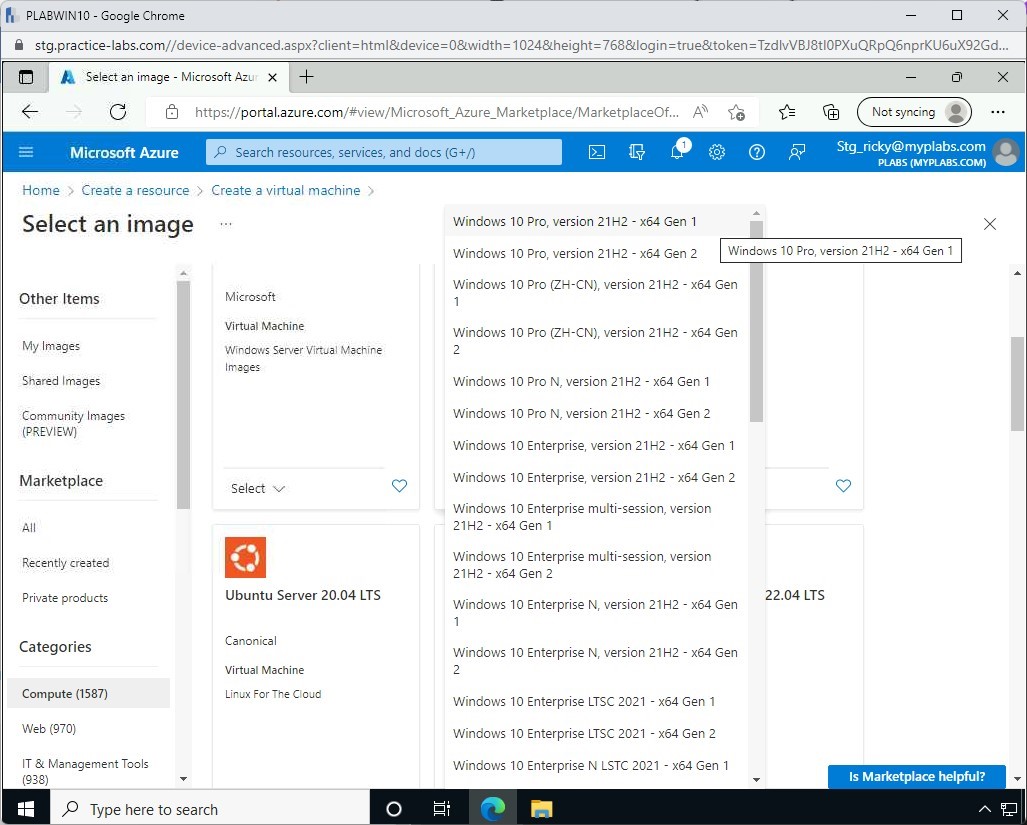 PLABWIN10 - Google Chrome
stg.practice-labs.com//device-advanced.aspx?client=html&device=0&width=1024&height=768&login=true&token=TzdlvVBJ8tI0PXuQRpQ6nprKU6uX92Gd...
Select an image - Microsoft Azur
https://portal.azure.com/#view/Microsoft_Azure_Marketplace/MarketplaceOf...
Not syncing
Microsoft Azure
Search resources, services, and docs (G+/)
1
Stg_ricky@myplabs.com
PLABS (MYPLABS.COM)
Home > Create a resource > Create a virtual machine >
Select an image
...
Other Items
My Images
Shared Images
Community Images
(PREVIEW)
Marketplace
All
Recently created
Private products
Categories
Compute (1587)
Web (970)
IT & Management Tools
(938)
Microsoft
Virtual Machine
Windows Server Virtual Machine
Images
Select
Ubuntu Server 20.04 LTS
Canonical
Virtual Machine
Linux For The Cloud
Windows 10 Pro, version 21H2 - x64 Gen 1
Windows 10 Pro, version 21H2 - x64 Gen 2
Windows 10 Pro (ZH-CN), version 21H2 - x64 Gen
1
Windows 10 Pro (ZH-CN), version 21H2 - x64 Gen
2
Windows 10 Pro N, version 21H2 - x64 Gen 1
Windows 10 Pro N, version 21H2 - x64 Gen 2
Windows 10 Enterprise, version 21H2 - x64 Gen 1
Windows 10 Enterprise, version 21H2 - x64 Gen 2
Windows 10 Enterprise multi-session, version
21H2 - x64 Gen 1
Windows 10 Enterprise multi-session, version
21H2 - x64 Gen 2
Windows 10 Enterprise N, version 21H2 - x64 Gen
1
Windows 10 Enterprise N, version 21H2 - x64 Gen
2
Windows 10 Enterprise LTSC 2021 - x64 Gen 1
Windows 10 Enterprise LTSC 2021 - x64 Gen 2
Windows 10 Enterprise N LSTC 2021 - x64 Gen 1
Windows 10 Pro, version 21H2 - x64 Gen 1
22.04 LTS
Is Marketplace helpful?
Type here to search